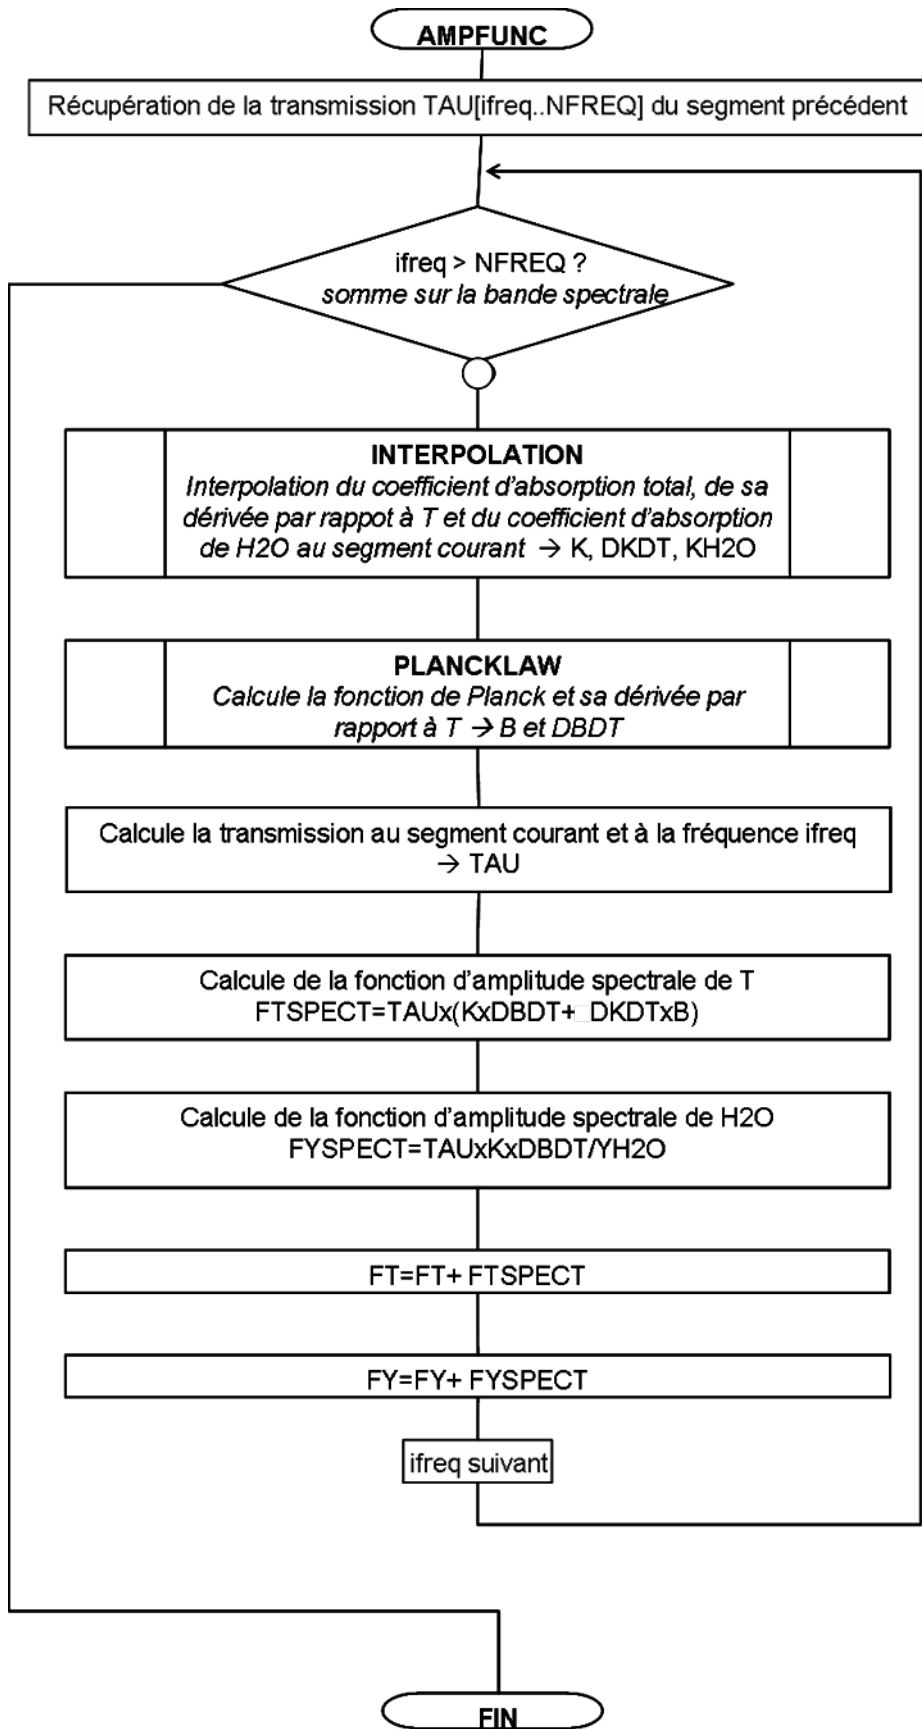 AMPFUNC
Récupération de la transmission TAU[ifreq..NFREQ] du segment précédent
ifreq > NFREQ ?
somme sur la bande spectrale
INTERPOLATION
Interpolation du coefficient d'absorption total, de sa
dérivée par rappot à T et du coefficient d'absorption
de H2O au segment courant → K, DKDT, KH2O
PLANCKLAW
Calcule la fonction de Planck et sa dérivée par
rapport à T → B et DBDT
Calcule la transmission au segment courant et à la fréquence ifreq
→ TAU
Calcule de la fonction d'amplitude spectrale de T
FTSPECT=TAUx(KxDBDT+□DKDTxB)
Calcule de la fonction d'amplitude spectrale de H2O
FYSPECT=TAUxKxDBDT/YH2O
FT=FT+ FTSPECT
FY=FY+ FYSPECT
ifreq suivant
FIN